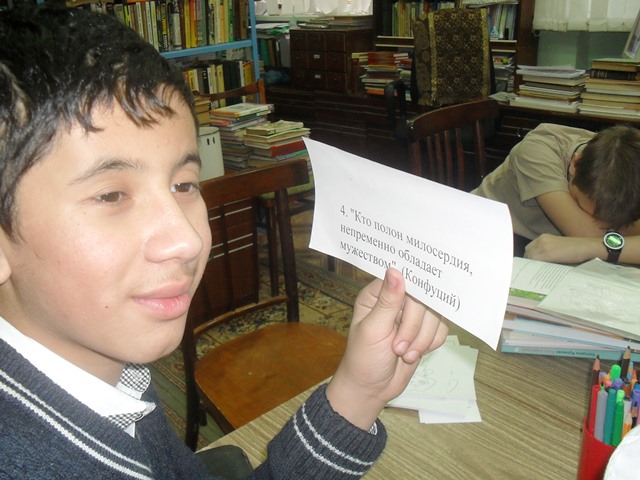 4. "Кто полон милосердия,
непременно обладает
мужеством". (Конфуций)